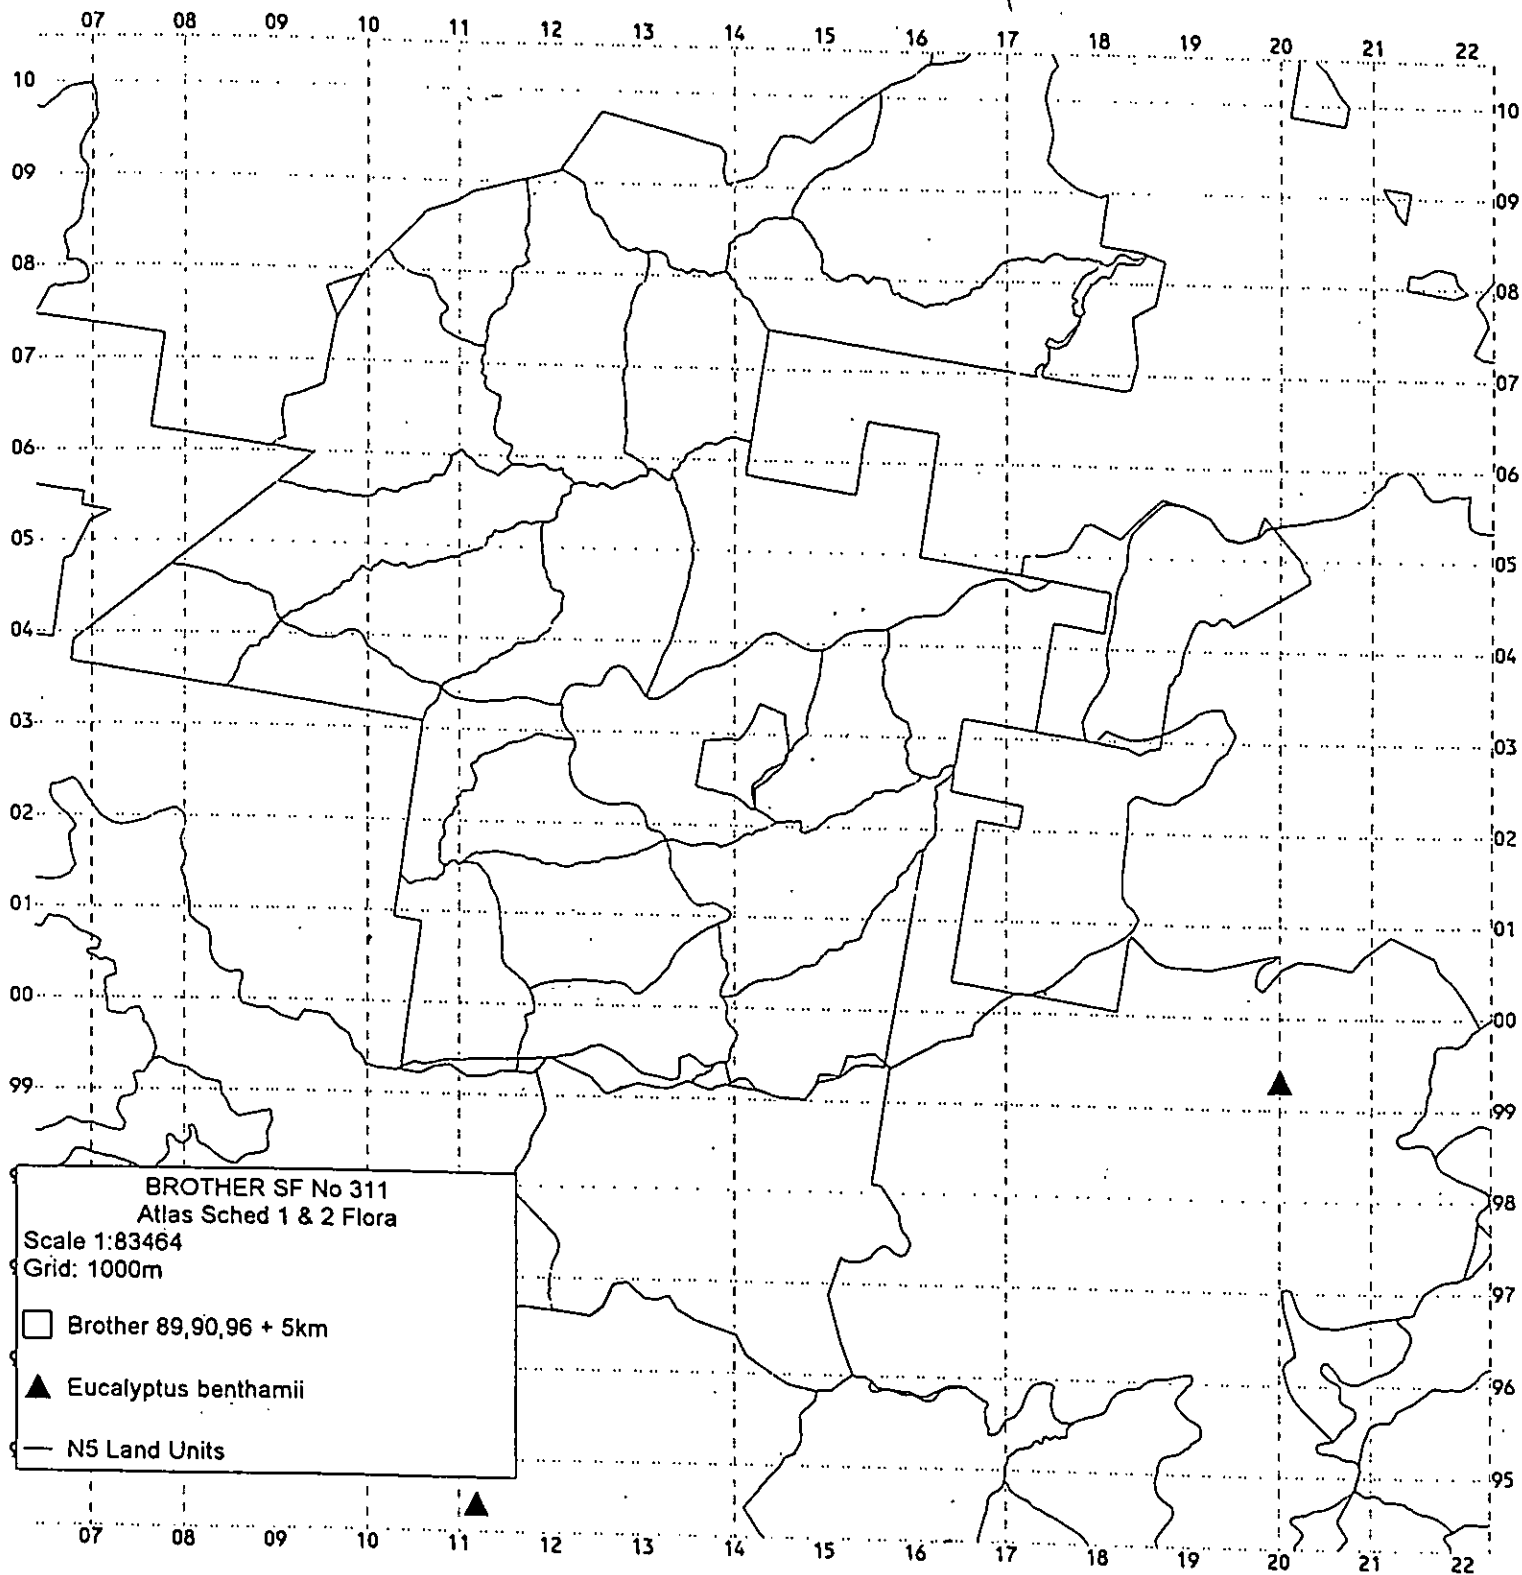 07 08 09 10 11 12 13 14 15 16 17 18 19 20 21 22
10 10
09 09
08 08
07 07
06 06
05 05
04 04
03 03
02 02
01 01
00 00
99 99
98
97
96
95
BROTHER SF No 311
Atlas Sched 1 & 2 Flora
Scale 1:83464
Grid: 1000m
Brother 89,90,96 + 5km
Eucalyptus benthamii
N5 Land Units
07 08 09 10 11 12 13 14 15 16 17 18 19 20 21 22